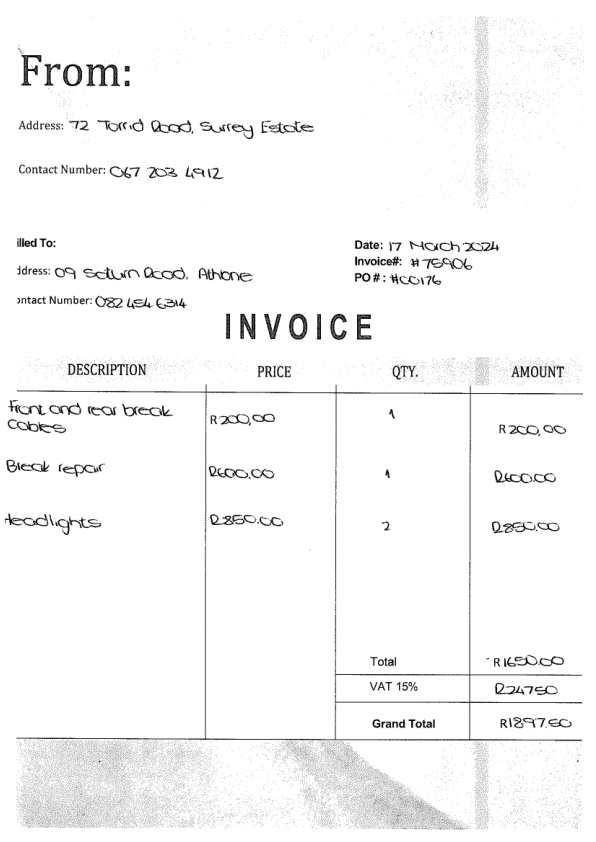 From:
Address: 72 Torrid Road, Surrey Estate
Contact Number: 067 203 4912
illed To:
Date: 17 March 2024
Invoice#: #75906
ddress: 09 Saturn Road, Athlone
PO#: #C0176
ontact Number: 082 454 6314
INVOICE
DESCRIPTION PRICE QTY. AMOUNT
Front and rear break
cables R200,00 1 R200,00
Break repair R600.00 1 R600.00
Headlights R850.00 2 R850.00
Total R1650.00
VAT 15% R247.50
Grand Total R1897.50